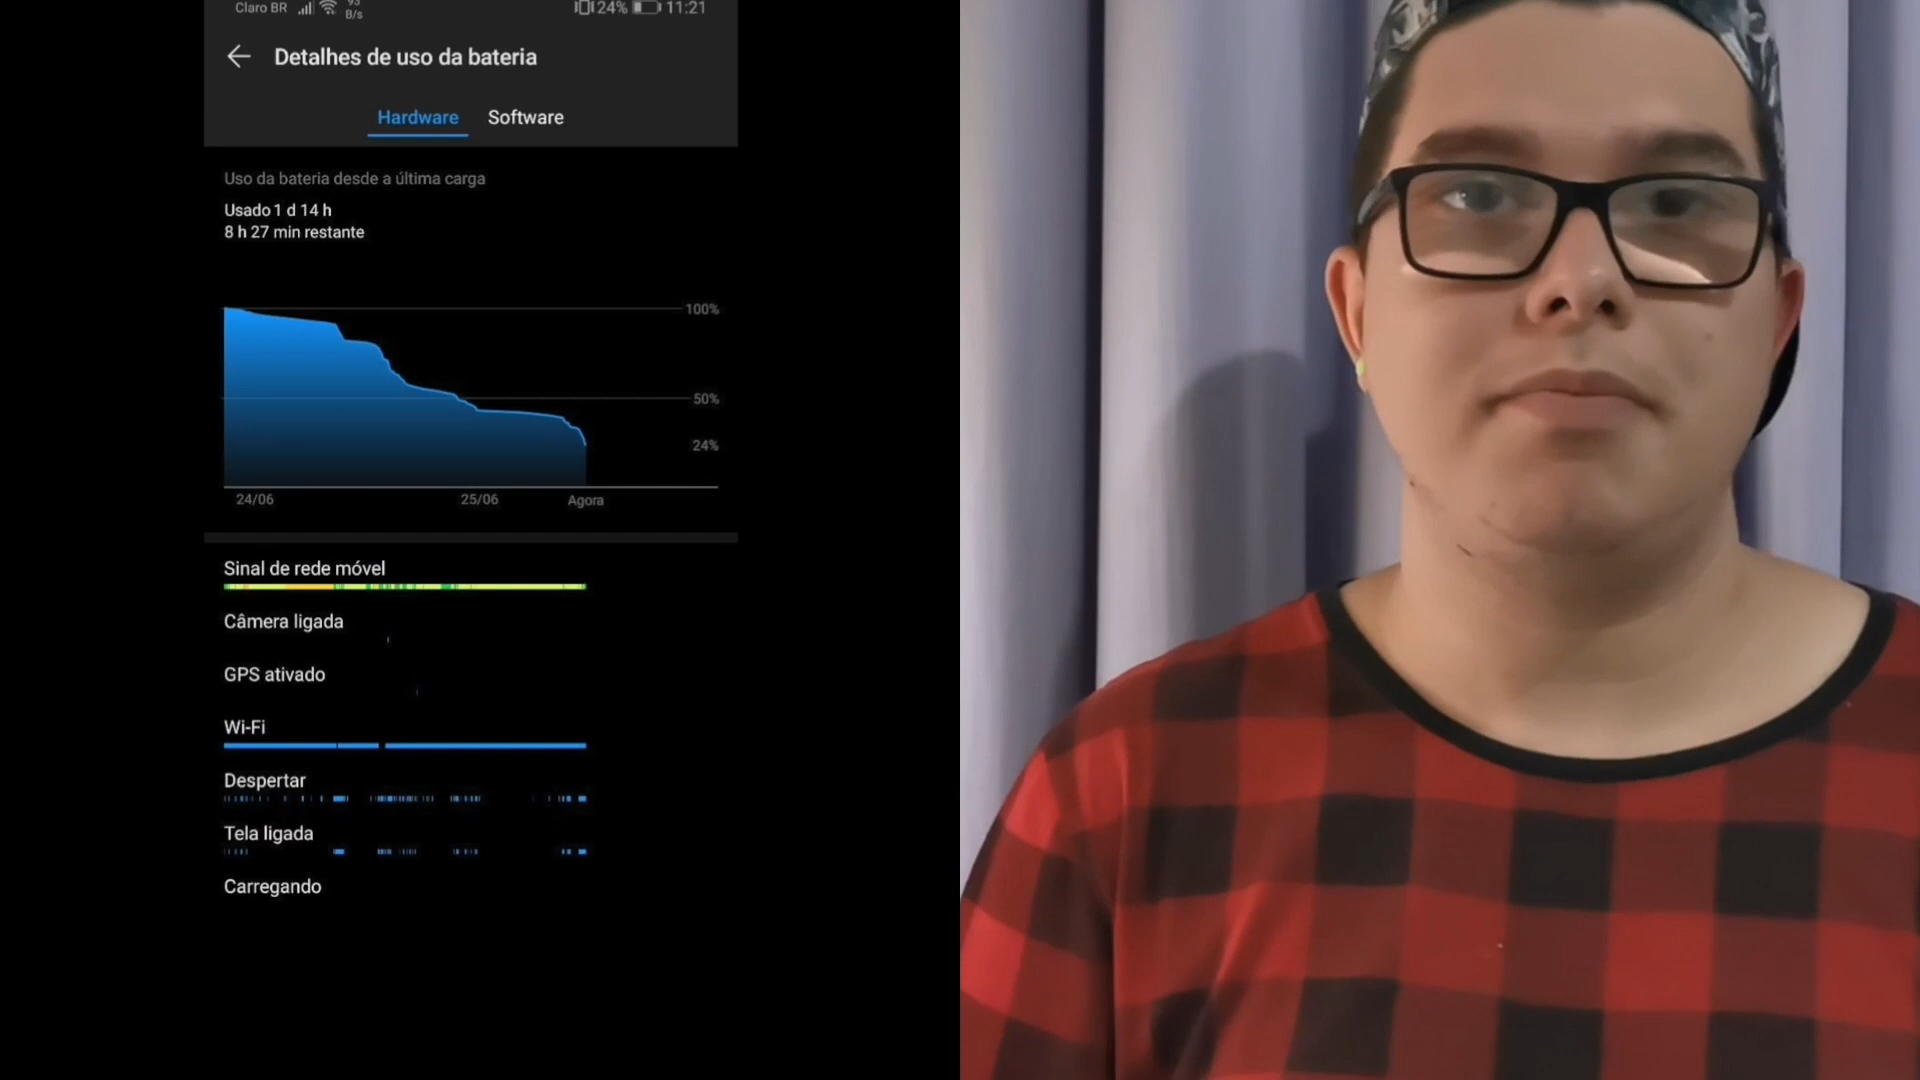 Claro BR 93 B/s 24% 11:21
Detalhes de uso da bateria
Hardware Software
Uso da bateria desde a última carga
Usado 1 d 14 h
8 h 27 min restante
100%
50%
24%
24/06 25/06 Agora
Sinal de rede móvel
Câmera ligada
GPS ativado
Wi-Fi
Despertar
Tela ligada
Carregando